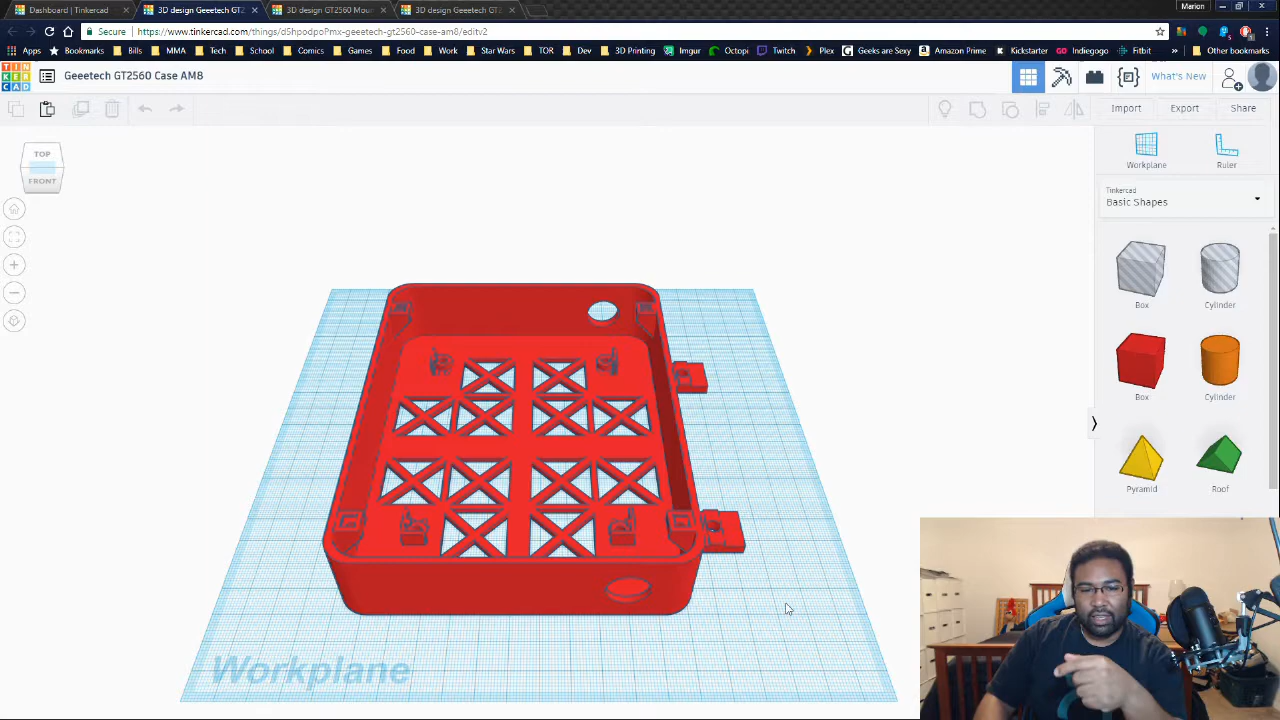 Dashboard | Tinkercad
3D design Geeetech GT2
3D design GT2560 Mou
3D design Geeetech GT
Marion
Secure
https://www.tinkercad.com/things/d5hpodpoPmx-geeetech-gt2560-case-am8/editv2
Apps
Bookmarks
Bills
MMA
Tech
School
Work
Star Wars
TOR
Dev
3D Printing
Imgur
Octopi
Twitch
Plex
Geeks are Sexy
Amazon Prime
Kickstarter
Indiegogo
Fitbit
Other bookmarks
TIN
KER
CAD
Geeetech GT2560 Case AM8
What's New
Import
Export
Share
TOP
FRONT
Workplane
Ruler
Tinkercad
Basic Shapes
Box
Cylinder
Box
Cylinder
Pyramid
Roof
Workplane